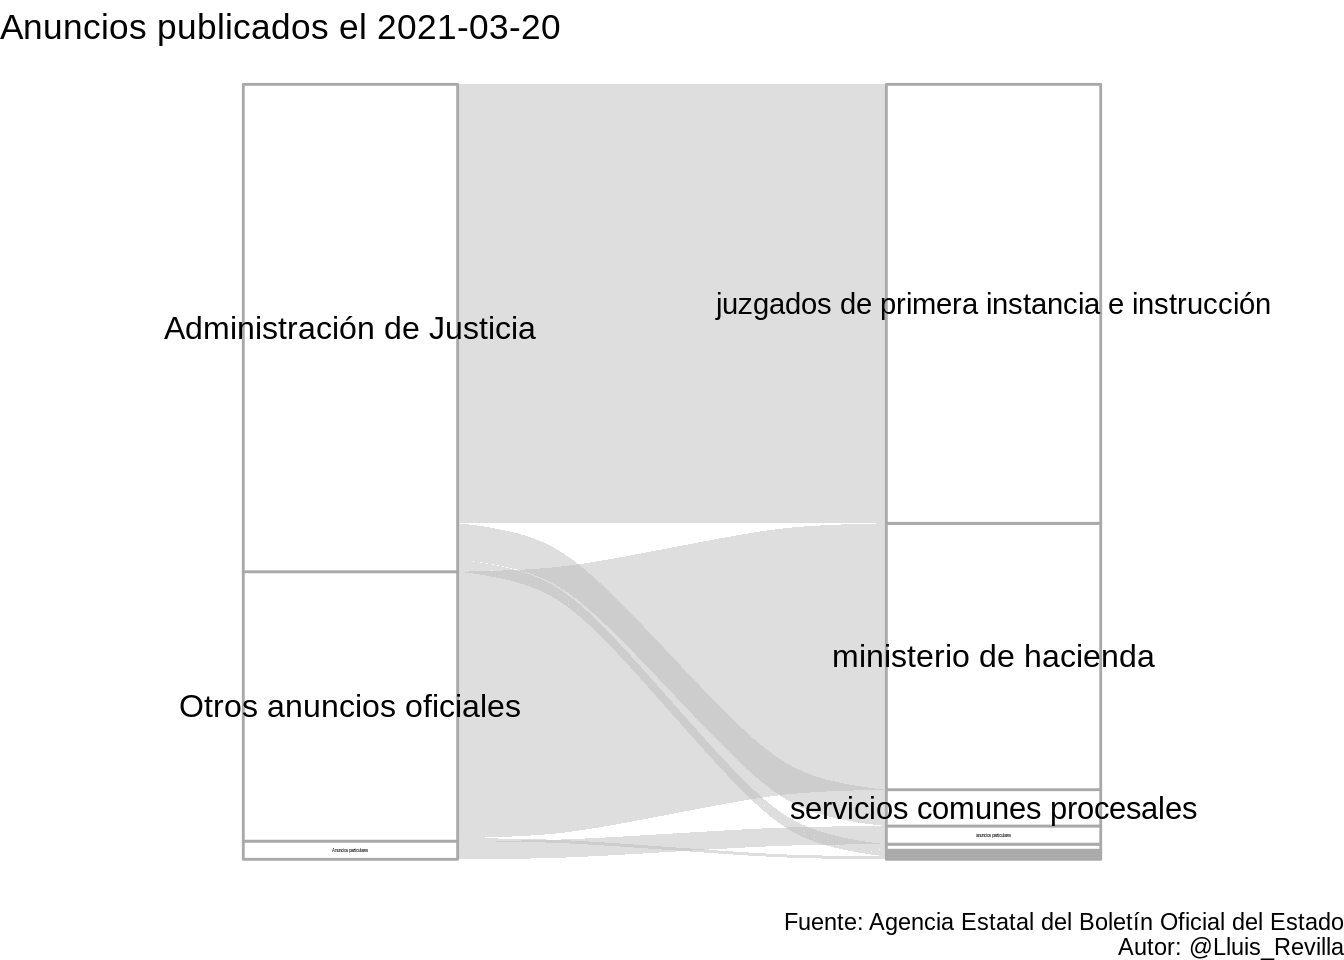 Anuncios publicados el 2021-03-20
Administración de Justicia
juzgados de primera instancia e instrucción
ministerio de hacienda
Otros anuncios oficiales
servicios comunes procesales
anuncios particulares
Anuncios particulares
Fuente: Agencia Estatal del Boletín Oficial del Estado
Autor: @Lluis_Revilla